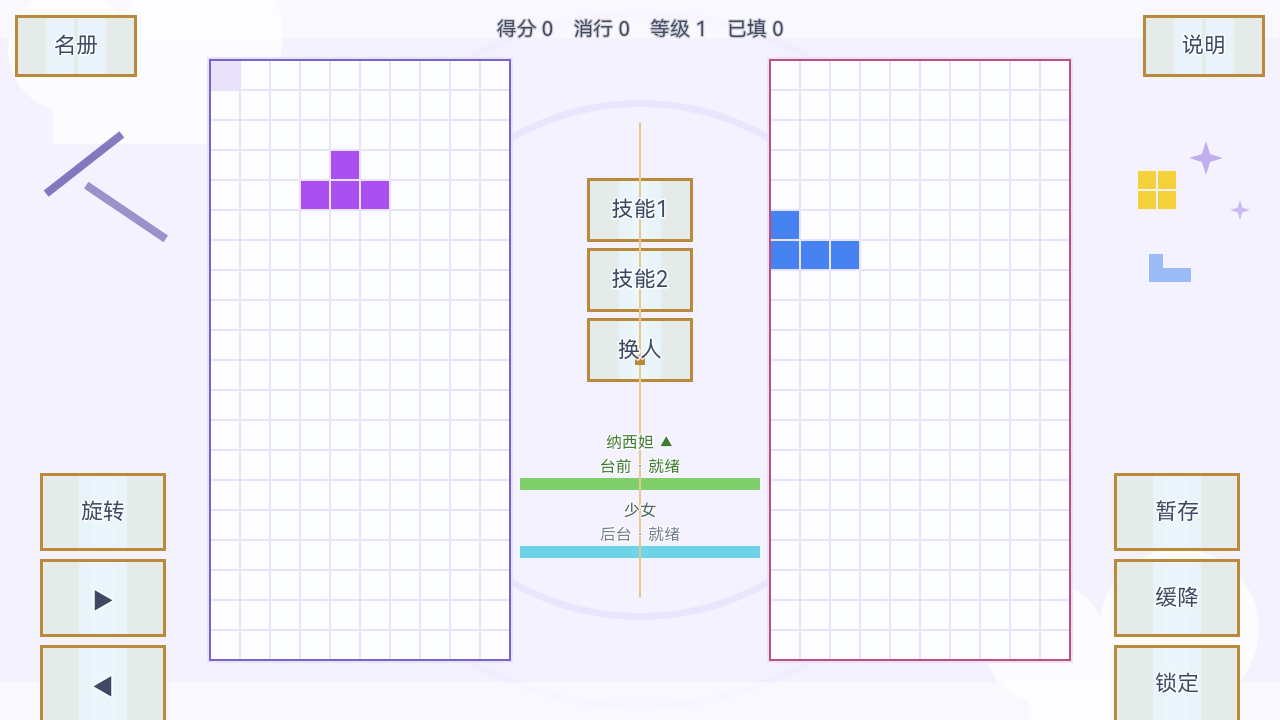 得分 0 消行 0 等级 1 已填 0
名册
说明
技能1
技能2
换人
纳西妲 ▲
台前 · 就绪
少女
后台 · 就绪
旋转
▶
◀
暂存
缓降
锁定